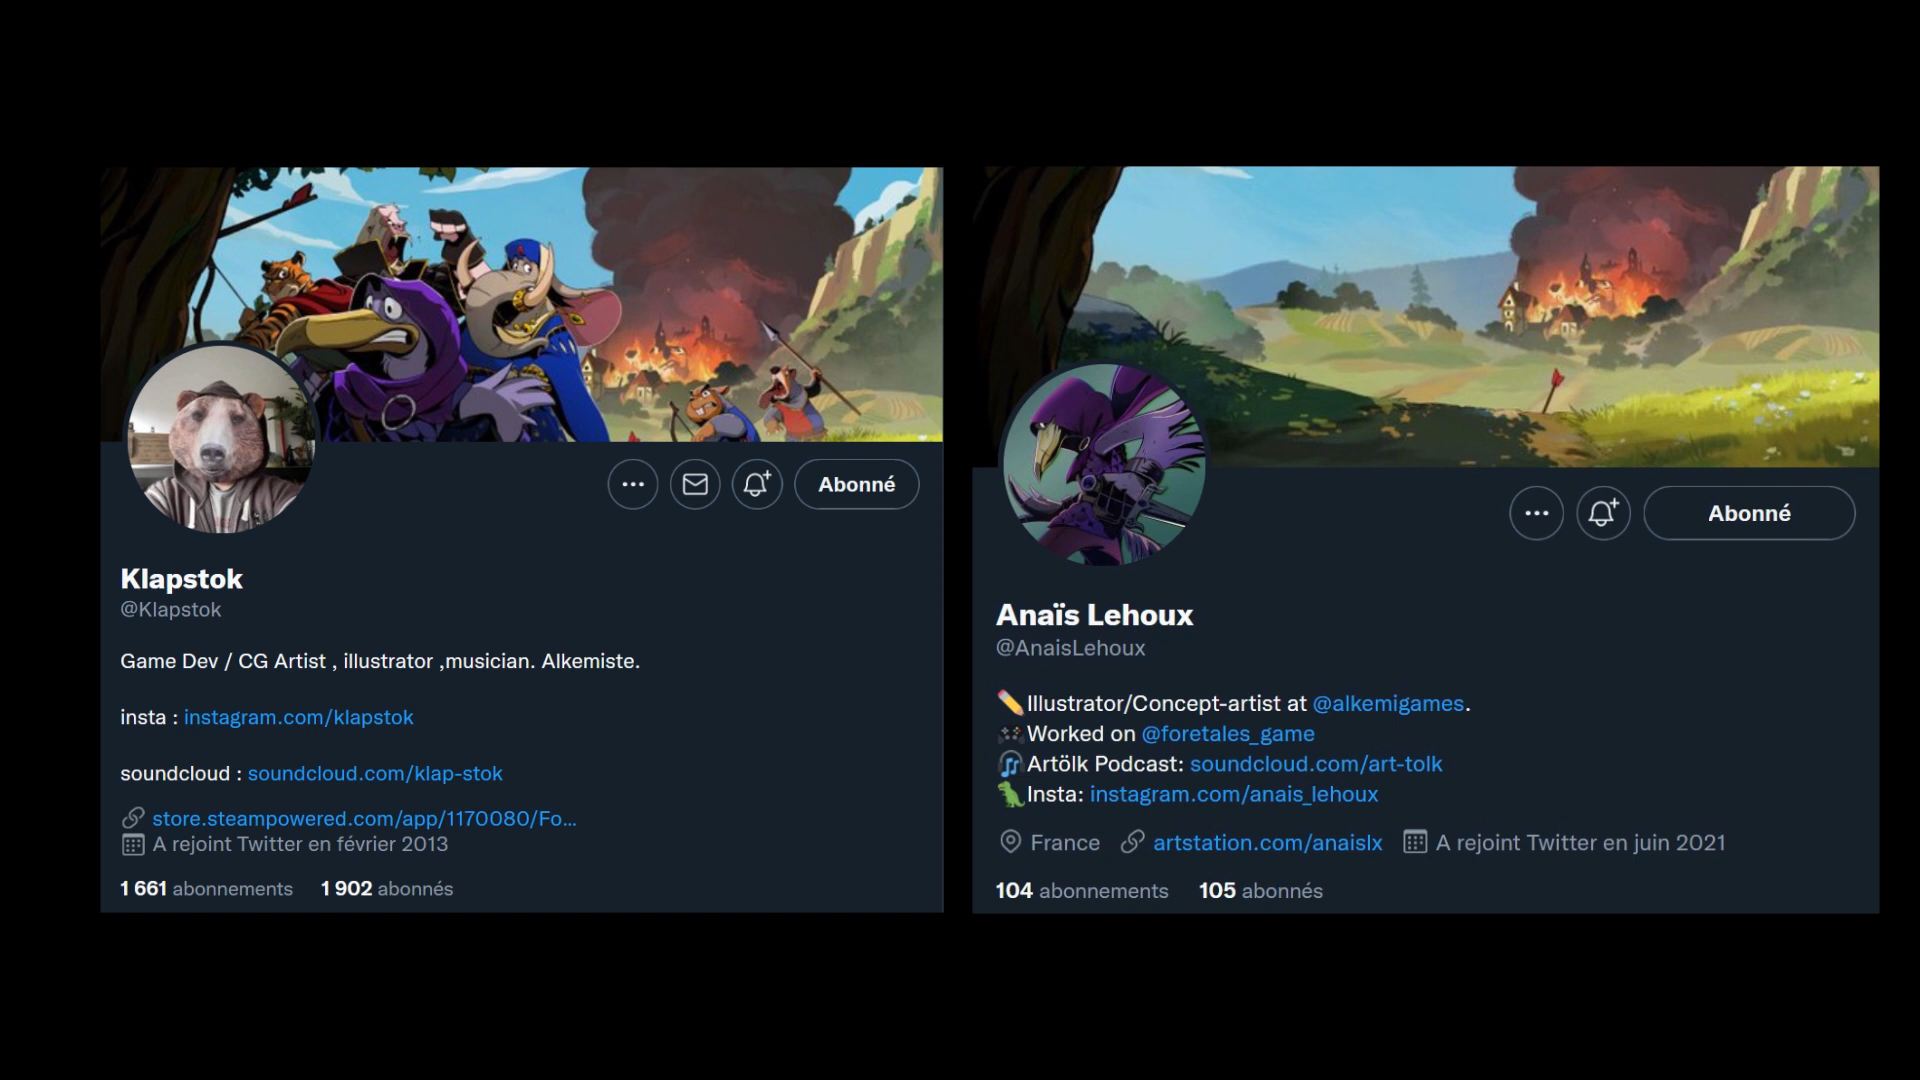 Abonné
Klapstok
@Klapstok
Game Dev / CG Artist , illustrator ,musician. Alkemiste.
insta : instagram.com/klapstok
soundcloud : soundcloud.com/klap-stok
store.steampowered.com/app/1170080/Fo...
A rejoint Twitter en février 2013
1 661 abonnements 1 902 abonnés
Abonné
Anaïs Lehoux
@AnaisLehoux
✏️Illustrator/Concept-artist at @alkemigames.
🎮Worked on @foretales_game
🎧Artölk Podcast: soundcloud.com/art-tolk
🦖Insta: instagram.com/anais_lehoux
France artstation.com/anaislx A rejoint Twitter en juin 2021
104 abonnements 105 abonnés